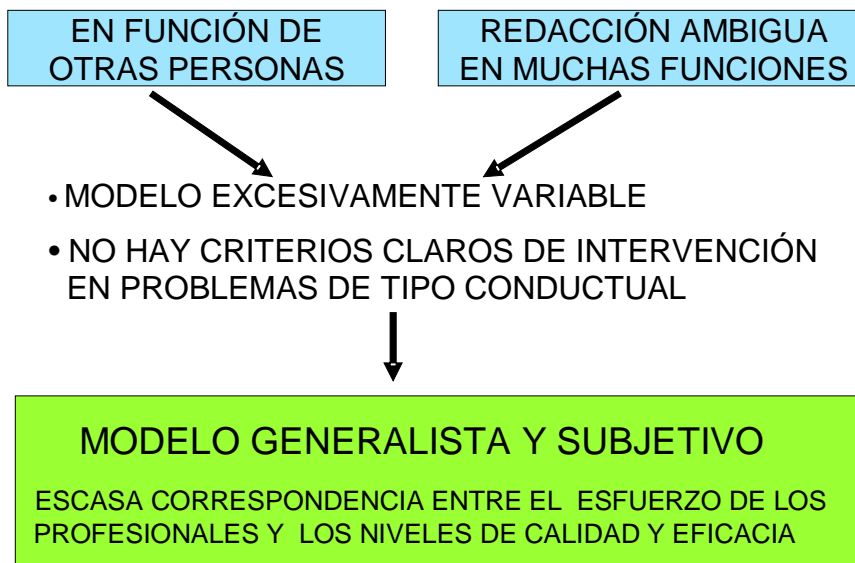 EN FUNCIÓN DE
OTRAS PERSONAS
REDACCIÓN AMBIGUA
EN MUCHAS FUNCIONES
• MODELO EXCESIVAMENTE VARIABLE
• NO HAY CRITERIOS CLAROS DE INTERVENCIÓN
EN PROBLEMAS DE TIPO CONDUCTUAL
MODELO GENERALISTA Y SUBJETIVO
ESCASA CORRESPONDENCIA ENTRE EL ESFUERZO DE LOS
PROFESIONALES Y LOS NIVELES DE CALIDAD Y EFICACIA